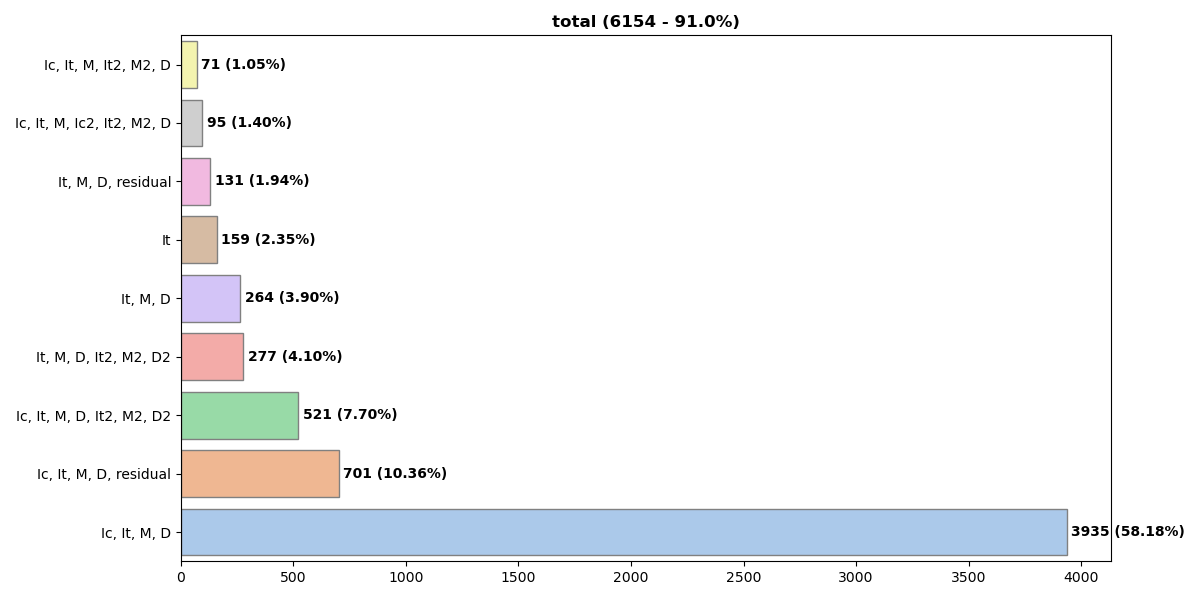 total (6154 - 91.0%)
Ic, It, M, It2, M2, D
71 (1.05%)
Ic, It, M, Ic2, It2, M2, D
95 (1.40%)
It, M, D, residual
131 (1.94%)
It
159 (2.35%)
It, M, D
264 (3.90%)
It, M, D, It2, M2, D2
277 (4.10%)
Ic, It, M, D, It2, M2, D2
521 (7.70%)
Ic, It, M, D, residual
701 (10.36%)
Ic, It, M, D
3935 (58.18%)
0 500 1000 1500 2000 2500 3000 3500 4000